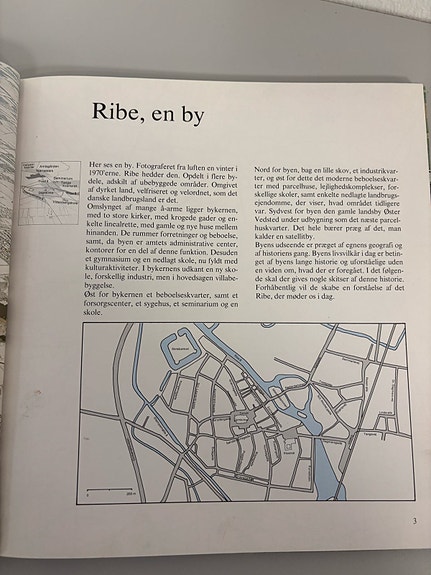 Ribe, en by
Her ses en by. Fotograferet fra luften en vinter i
1970'erne. Ribe hedder den. Opdelt i flere by-
dele, adskilt af ubebyggede områder. Omgivet
af dyrket land, velfriseret og velordnet, som det
danske landbrugsland er det.
Omslynget af mange å-arme ligger bykernen,
med to store kirker, med krogede gader og en-
kelte linealrette, med gamle og nye huse mellem
hinanden. De rummer forretninger og beboelse,
samt, da byen er amtets administrative center,
kontorer for en del af denne funktion. Desuden
et gymnasium og en nedlagt skole, nu fyldt med
kulturaktiviteter. I bykernens udkant en ny sko-
le, forskellig industri, men i hovedsagen villabe-
byggelse.
Øst for bykernen et beboelseskvarter, samt et
forsorgscenter, et sygehus, et seminarium og en
skole.
Nord for byen, bag en lille skov, et industrikvar-
ter, og øst for dette det moderne beboelseskvar-
ter med parcelhuse, lejlighedskomplekser, for-
skellige skoler, samt enkelte nedlagte landbrugs-
ejendomme, der viser, hvad området tidligere
var. Sydvest for byen den gamle landsby Øster
Vedsted under udbygning som det næste parcel-
huskvarter. Det hele bærer præg af det, man
kalder en satellitby.
Byens udseende er præget af egnens geografi og
af historiens gang. Byens livsvilkår i dag er betin-
get af byens lange historie og uforståelige uden
en viden om, hvad der er foregået. I det følgen-
de skal der gives nogle skitser af denne historie.
Forhåbentlig vil de skabe en forståelse af det
Ribe, der møder os i dag.
3